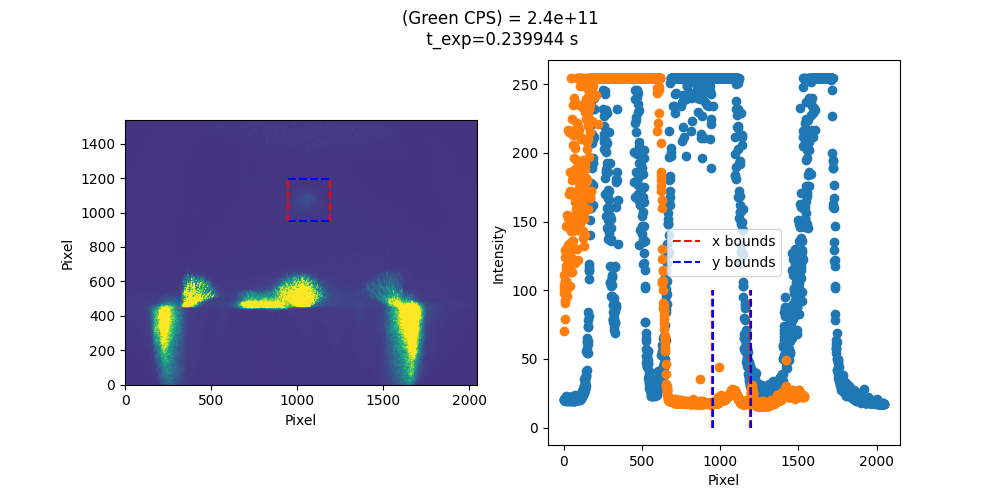 (Green CPS) = 2.4e+11
t_exp=0.239944 s
Pixel
1400
1200
1000
800
600
400
200
0
0 500 1000 1500 2000
Pixel
Intensity
250
200
150
100
50
0
x bounds
y bounds
0 500 1000 1500 2000
Pixel